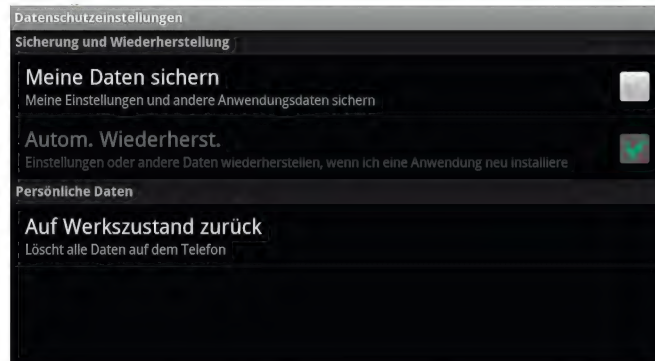 Datenschutzeinstellungen
Sicherung und Wiederherstellung
Meine Daten sichern
Meine Einstellungen und andere Anwendungsdaten sichern
Autom. Wiederherst.
Einstellungen oder andere Daten wiederherstellen, wenn ich eine Anwendung neu installiere
Persönliche Daten
Auf Werkszustand zurück
Löscht alle Daten auf dem Telefon